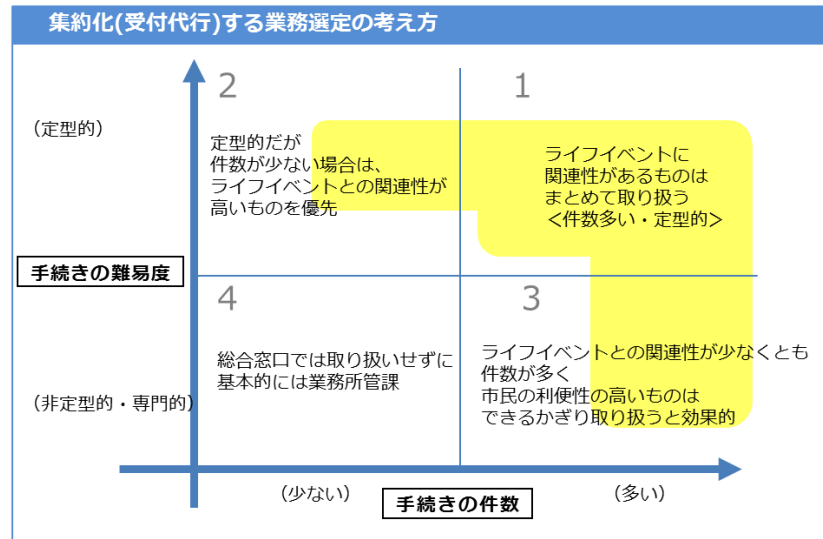 集約化(受付代行)する業務選定の考え方
2
1
(定型的)
定型的だが
件数が少ない場合は、
ライフイベントとの関連性が
高いものを優先
ライフイベントに
関連性があるものは
まとめて取り扱う
＜件数多い・定型的＞
手続きの難易度
4
3
総合窓口では取り扱いせずに
基本的には業務所管課
ライフイベントとの関連性が少なくとも
件数が多く
市民の利便性の高いものは
できるかぎり取り扱うと効果的
(非定型的・専門的)
(少ない)
手続きの件数
(多い)